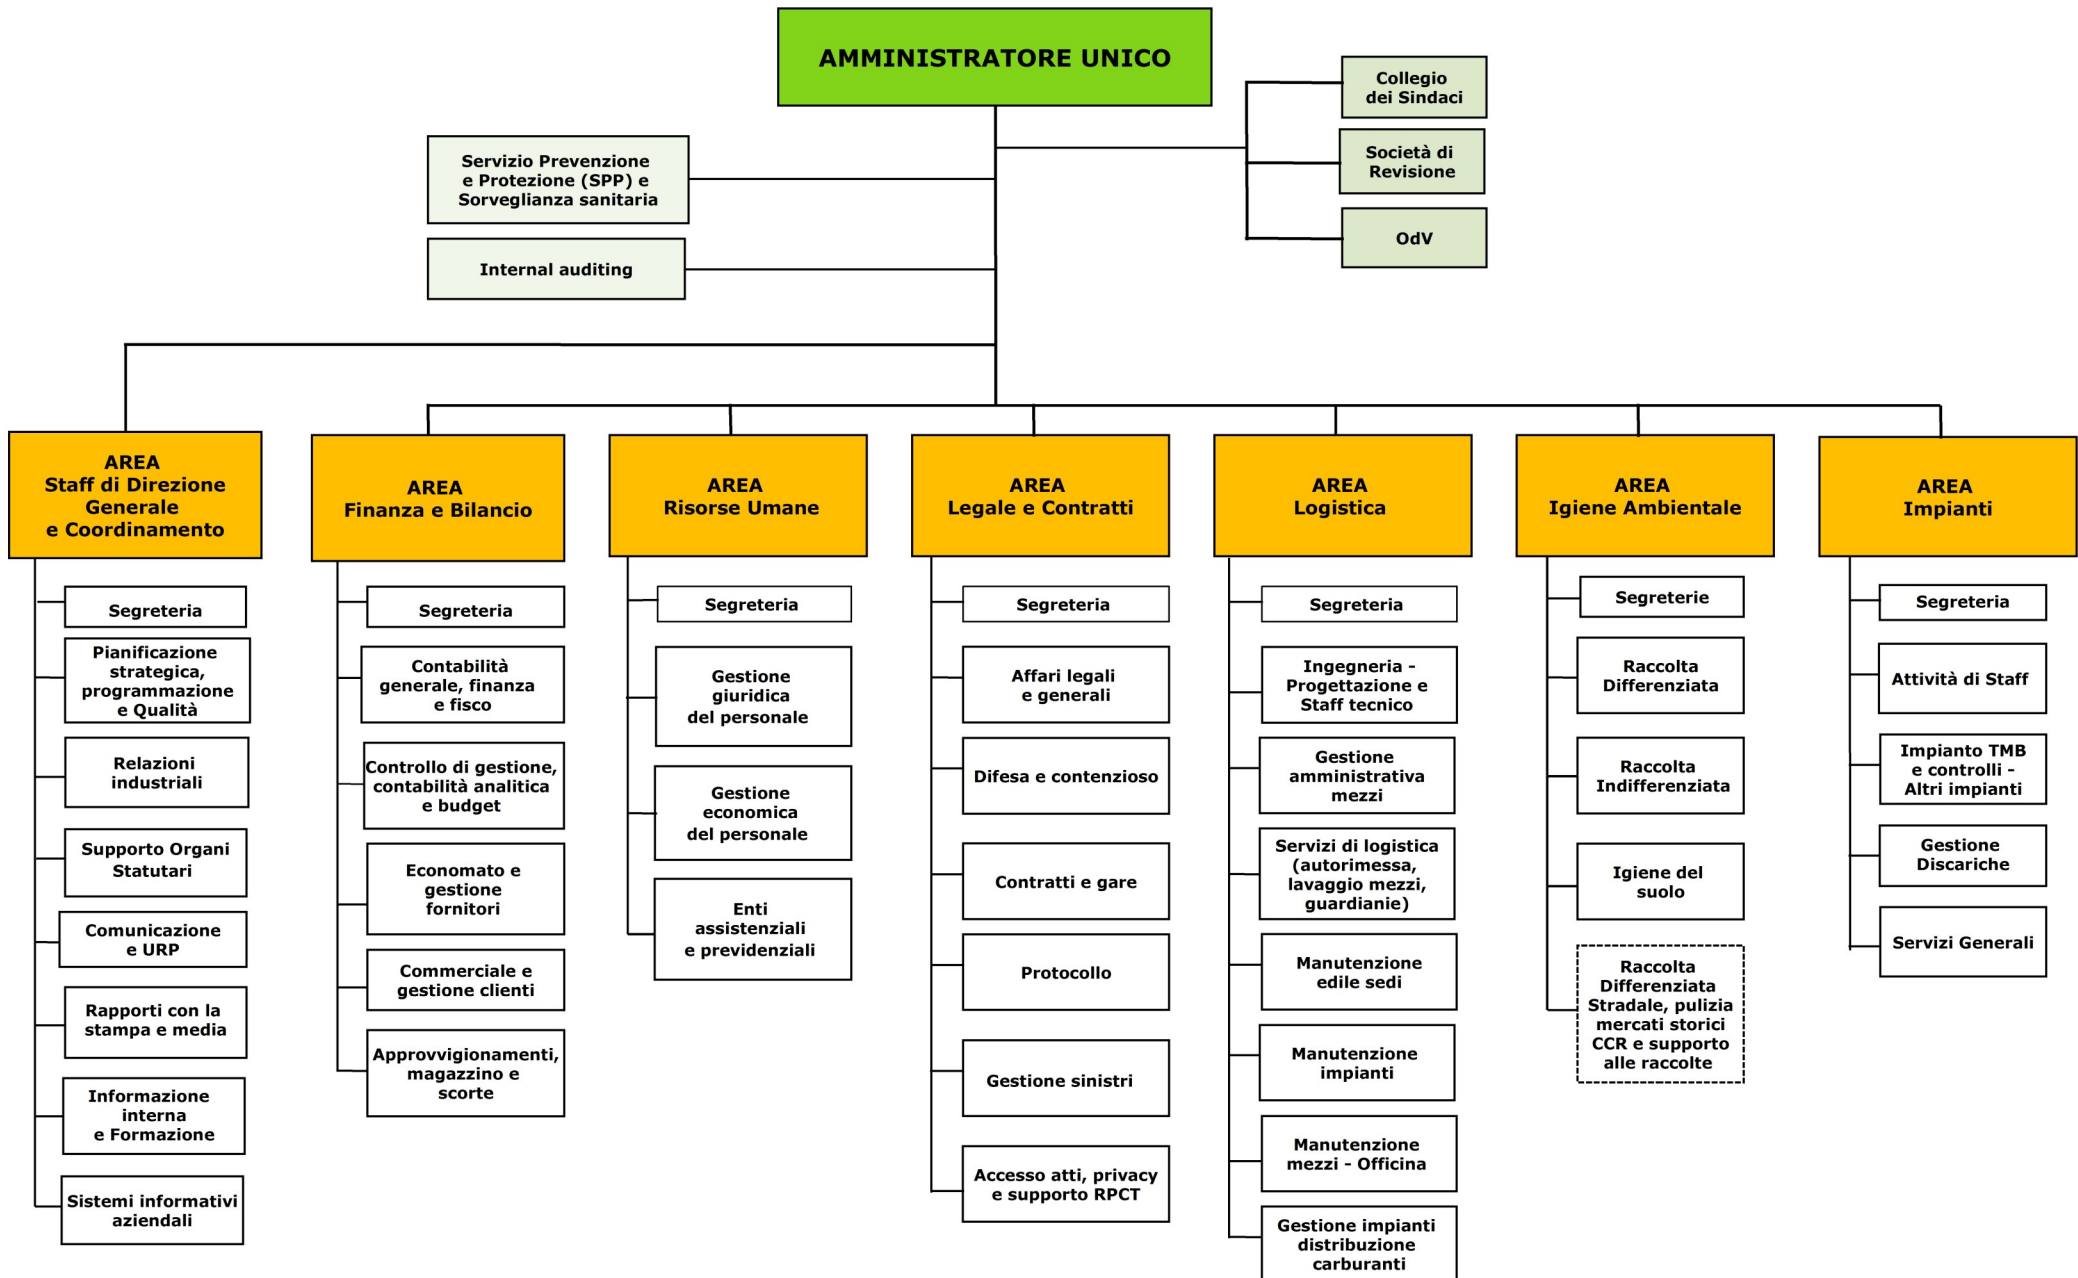 AMMINISTRATORE UNICO
Collegio
dei Sindaci
Società di
Revisione
OdV
Servizio Prevenzione
e Protezione (SPP) e
Sorveglianza sanitaria
Internal auditing
AREA
Staff di Direzione
Generale
e Coordinamento
Segreteria
Pianificazione
strategica,
programmazione
e Qualità
Relazioni
industriali
Supporto Organi
Statutari
Comunicazione
e URP
Rapporti con la
stampa e media
Informazione
interna
e Formazione
Sistemi informativi
aziendali
AREA
Finanza e Bilancio
Segreteria
Contabilità
generale, finanza
e fisco
Controllo di gestione,
contabilità analitica
e budget
Economato e
gestione
fornitori
Commerciale e
gestione clienti
Approvvigionamenti,
magazzino e
scorte
AREA
Risorse Umane
Segreteria
Gestione
giuridica
del personale
Gestione
economica
del personale
Enti
assistenziali
e previdenziali
AREA
Legale e Contratti
Segreteria
Affari legali
e generali
Difesa e contenzioso
Contratti e gare
Protocollo
Gestione sinistri
Accesso atti, privacy
e supporto RPCT
AREA
Logistica
Segreteria
Ingegneria -
Progettazione e
Staff tecnico
Gestione
amministrativa
mezzi
Servizi di logistica
(autorimessa,
lavaggio mezzi,
guardianie)
Manutenzione
edile sedi
Manutenzione
impianti
Manutenzione
mezzi - Officina
Gestione impianti
distribuzione
carburanti
AREA
Igiene Ambientale
Segreterie
Raccolta
Differenziata
Raccolta
Indifferenziata
Igiene del
suolo
Raccolta
Differenziata
Stradale, pulizia
mercati storici
CCR e supporto
alle raccolte
AREA
Impianti
Segreteria
Attività di Staff
Impianto TMB
e controlli -
Altri impianti
Gestione
Discariche
Servizi Generali